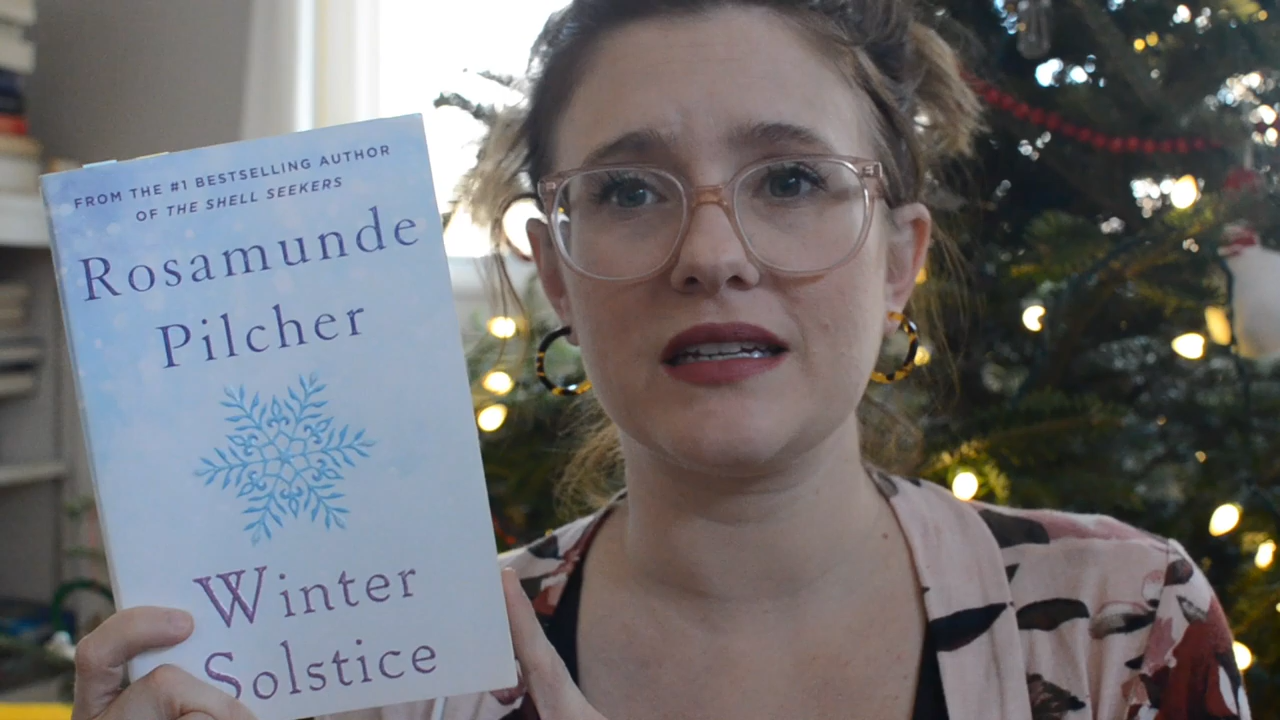 FROM THE #1 BESTSELLING AUTHOR
OF THE SHELL SEEKERS
Rosamunde
Pilcher
Winter
Solstice